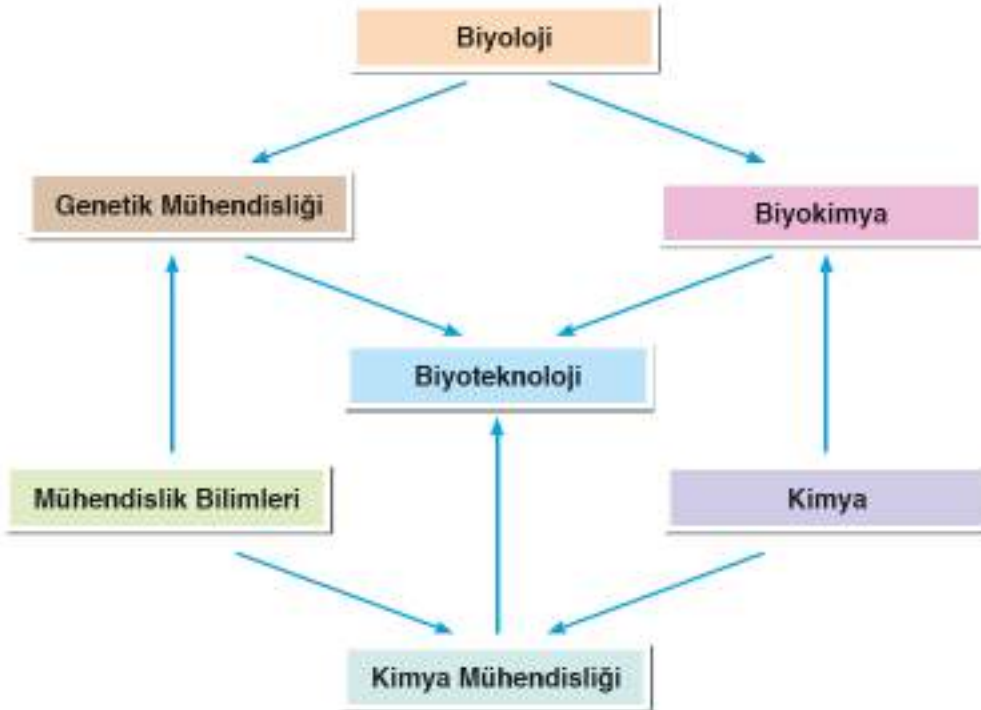 Biyoloji
Genetik Mühendisliği
Biyokimya
Biyoteknoloji
Mühendislik Bilimleri
Kimya
Kimya Mühendisliği